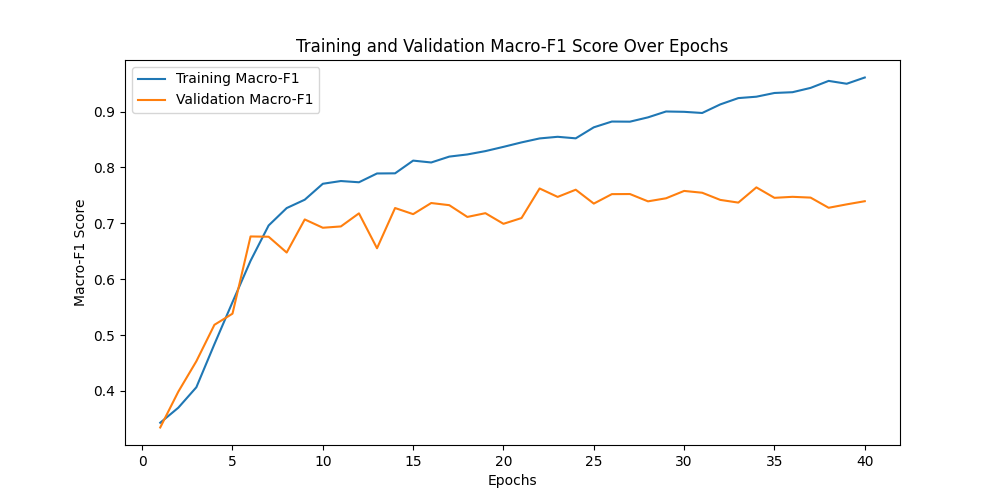 Training and Validation Macro-F1 Score Over Epochs
Training Macro-F1
Validation Macro-F1
Macro-F1 Score
0.9
0.8
0.7
0.6
0.5
0.4
0 5 10 15 20 25 30 35 40
Epochs